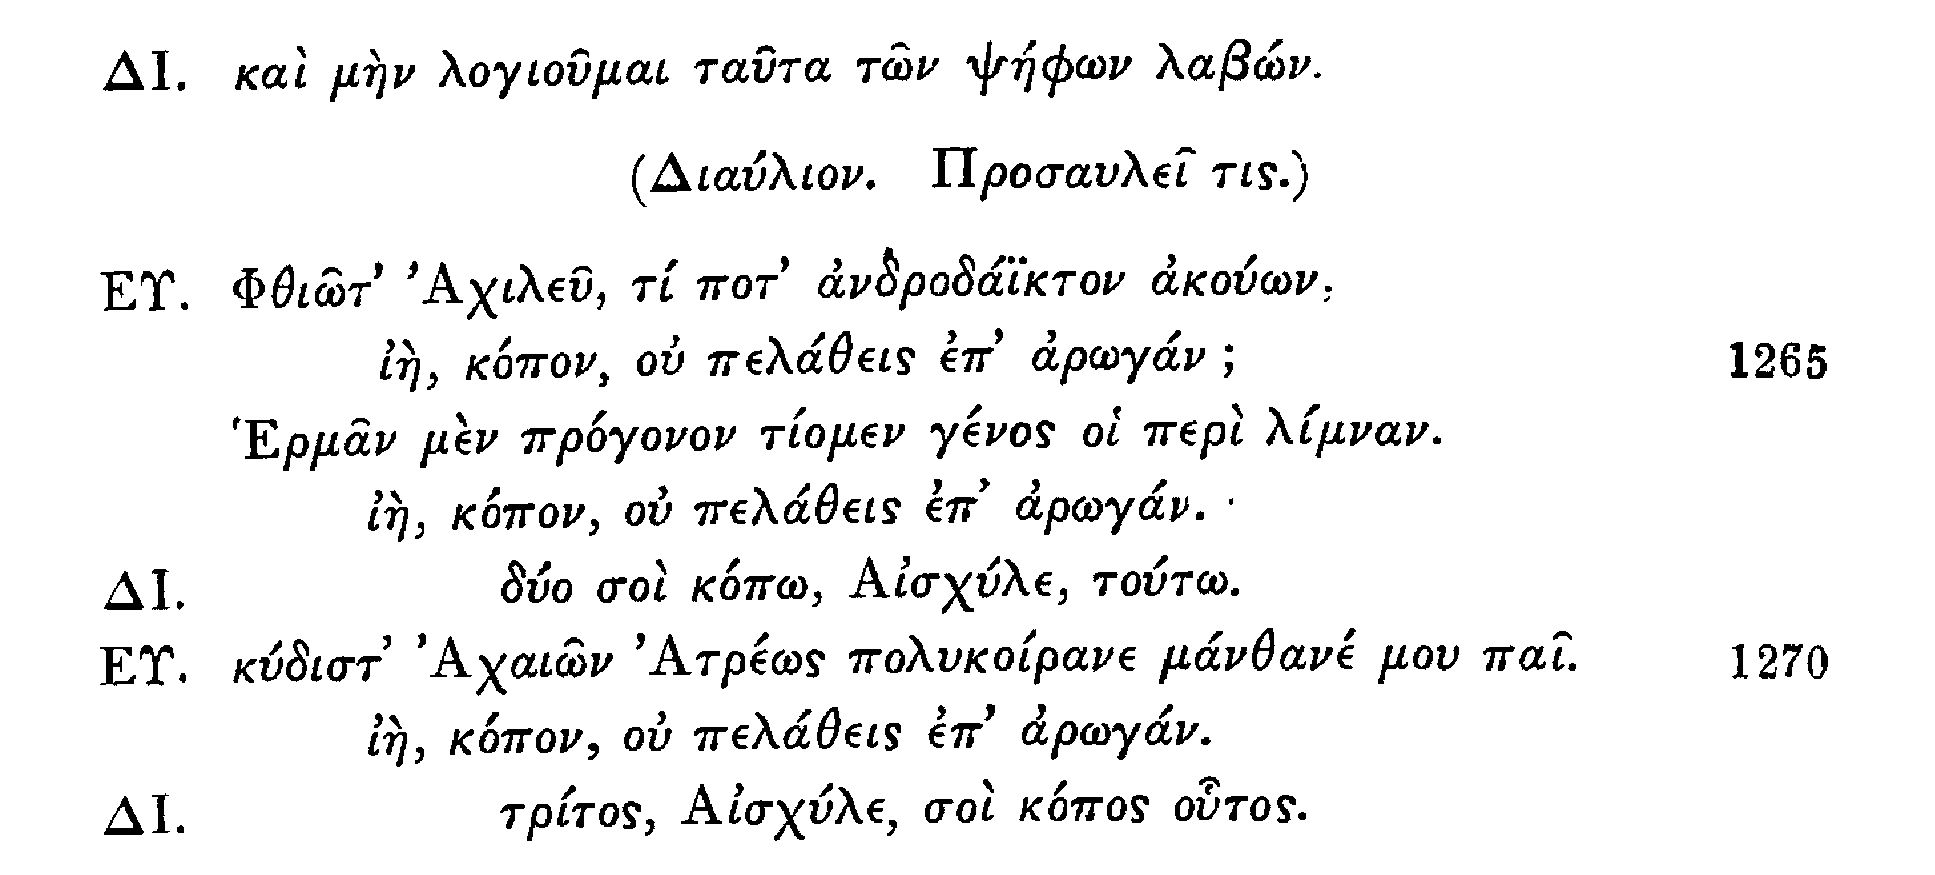 ΔΙ. καὶ μὴν λογιοῦμαι ταῦτα τῶν ψήφων λαβών.
(Διαύλιον. Προσαυλεῖ τις.)
ΕΥ. Φθιῶτ’ Ἀχιλεῦ, τί ποτ’ ἀνδροδάϊκτον ἀκούων,
ἰὴ, κόπον, οὐ πελάθεις ἐπ’ ἀρωγάν ; 1265
Ἑρμᾶν μὲν πρόγονον τίομεν γένος οἱ περὶ λίμναν.
ἰὴ, κόπον, οὐ πελάθεις ἐπ’ ἀρωγάν.
ΔΙ. δύο σοὶ κόπω, Αἰσχύλε, τούτω.
ΕΥ. κύδιστ’ Ἀχαιῶν Ἀτρέως πολυκοίρανε μάνθανέ μου παῖ. 1270
ἰὴ, κόπον, οὐ πελάθεις ἐπ’ ἀρωγάν.
ΔΙ. τρίτος, Αἰσχύλε, σοὶ κόπος οὗτος.